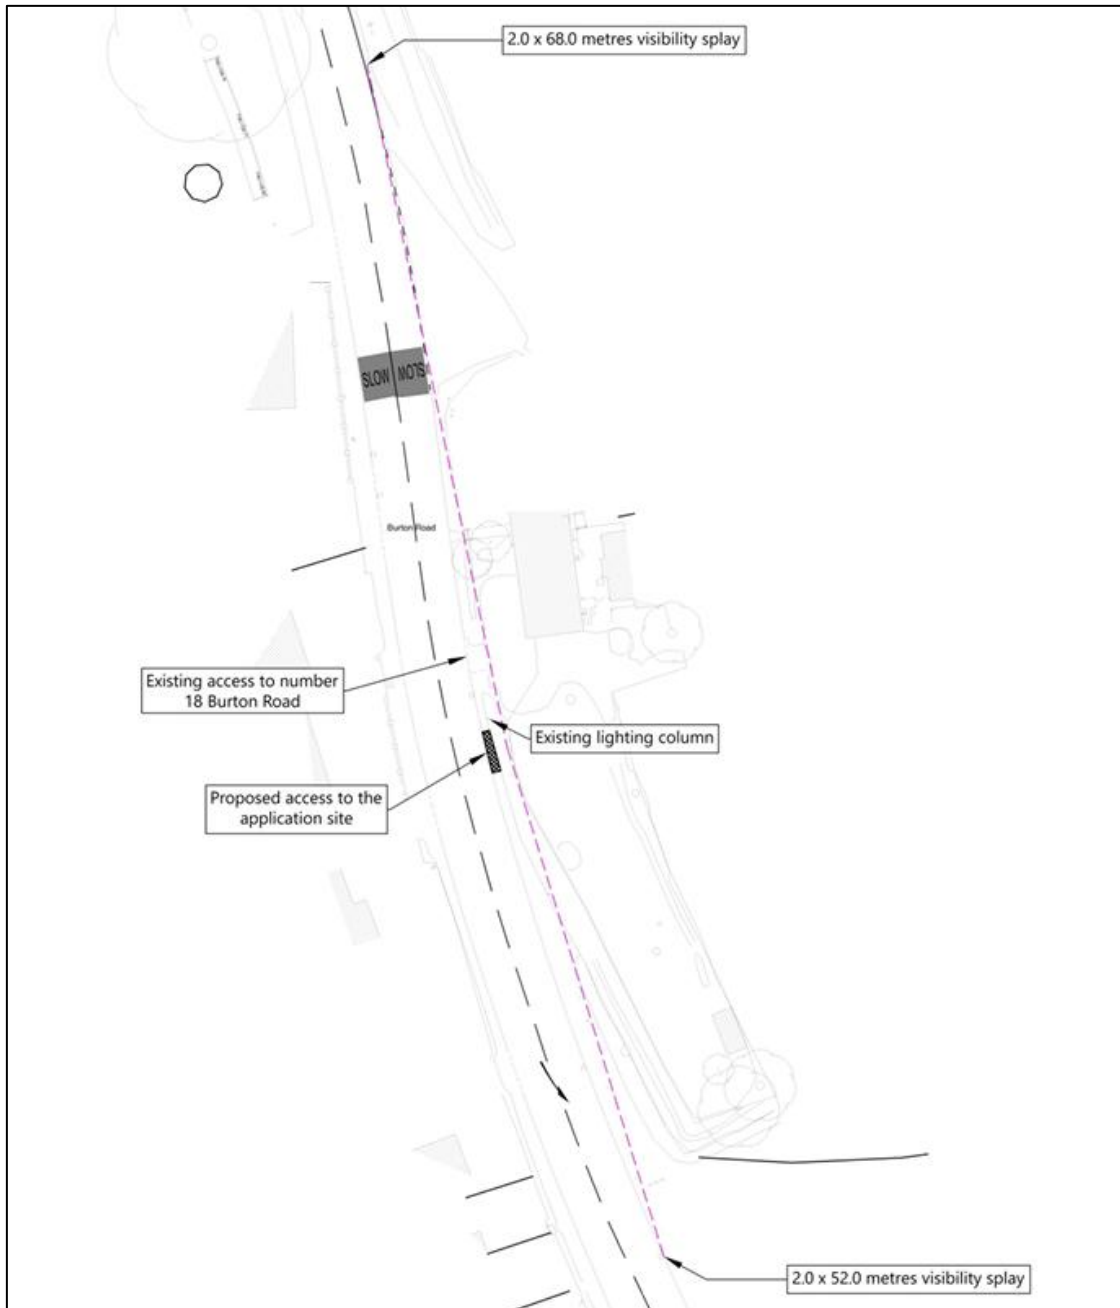 2.0 x 68.0 metres visibility splay
SLOW
SLOW
Burton Road
Existing access to number
18 Burton Road
Existing lighting column
Proposed access to the
application site
2.0 x 52.0 metres visibility splay